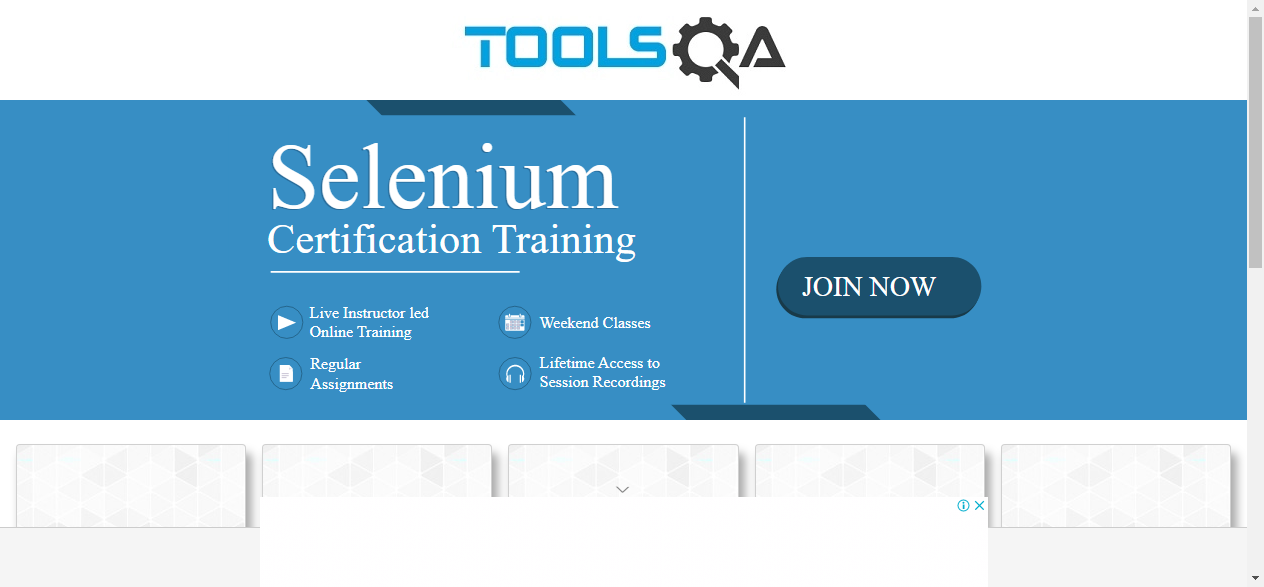 TOOLSQA
Selenium
Certification Training
JOIN NOW
Live Instructor led
Online Training
Weekend Classes
Regular
Assignments
Lifetime Access to
Session Recordings